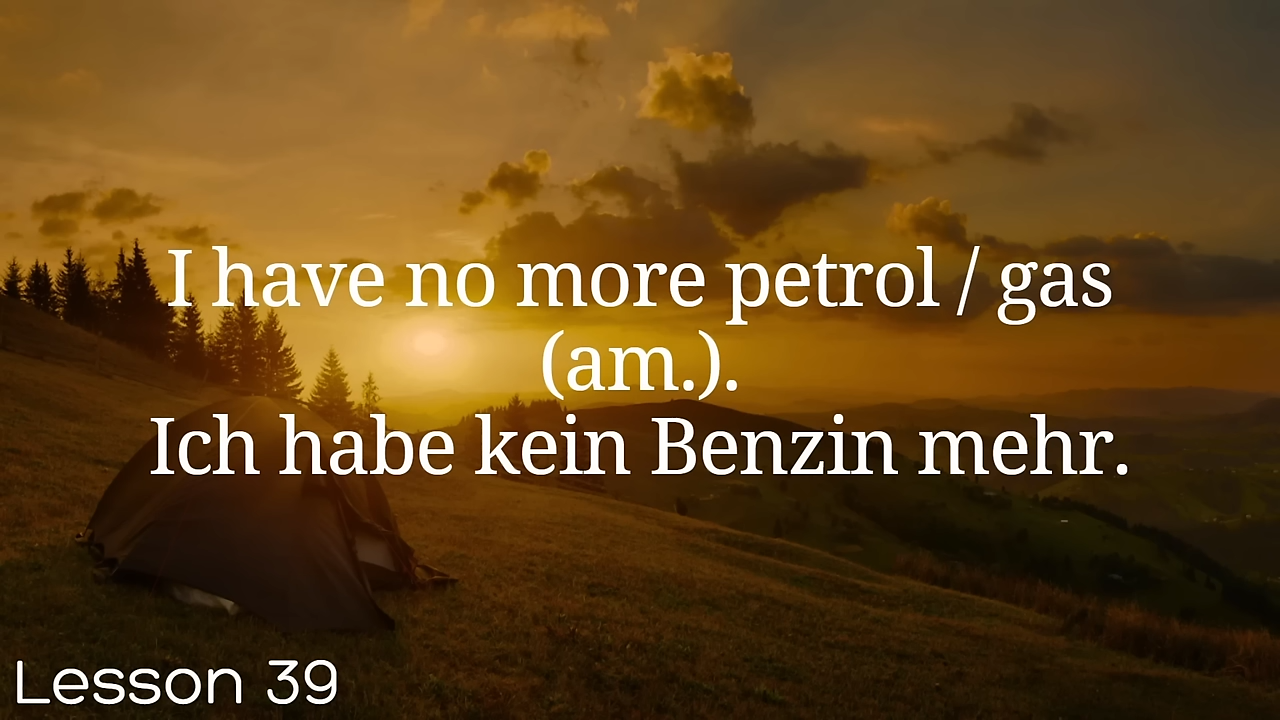 I have no more petrol / gas
(am.).
Ich habe kein Benzin mehr.
Lesson 39